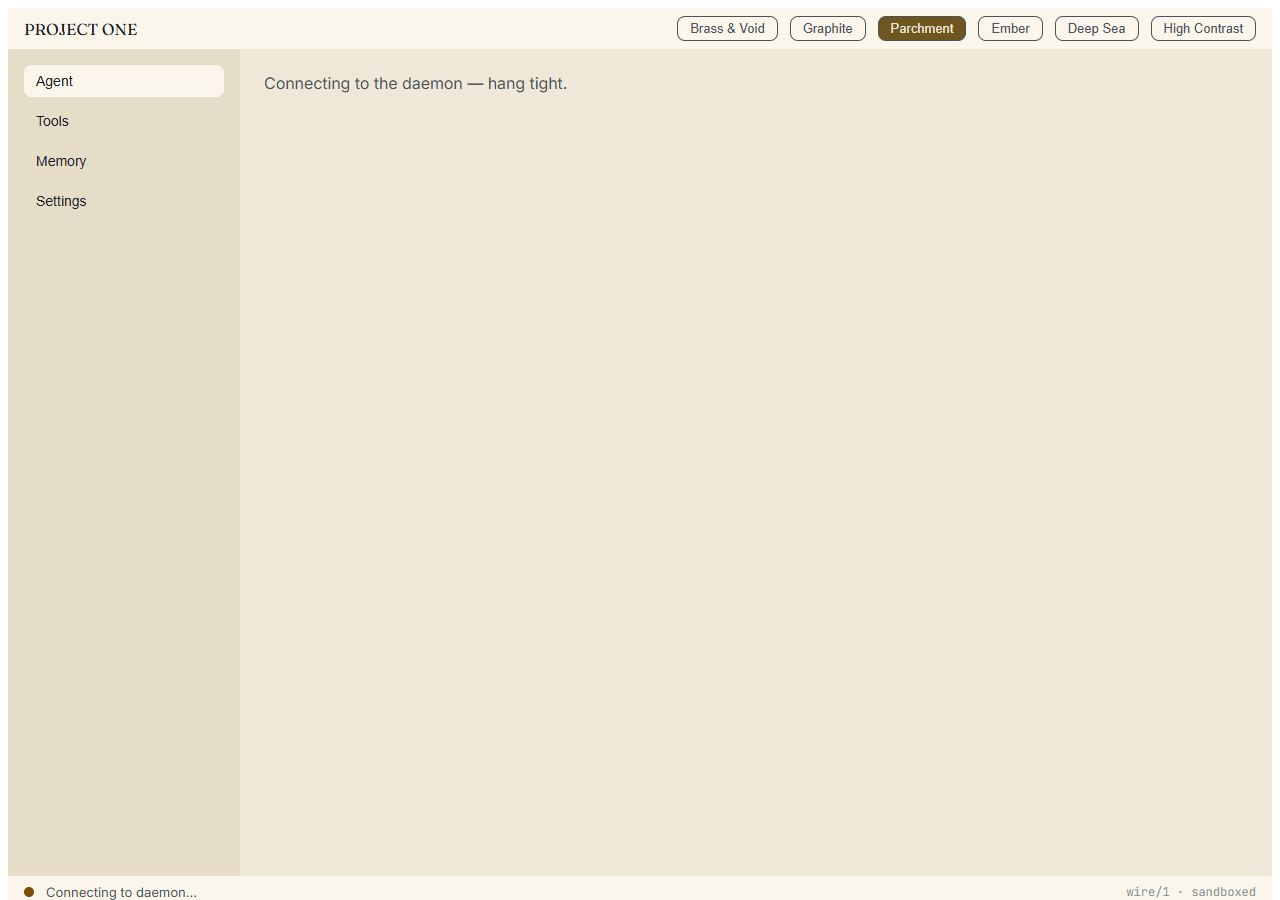 PROJECT ONE
Brass & Void
Graphite
Parchment
Ember
Deep Sea
High Contrast
Agent
Tools
Memory
Settings
Connecting to the daemon — hang tight.
Connecting to daemon...
wire/1 · sandboxed